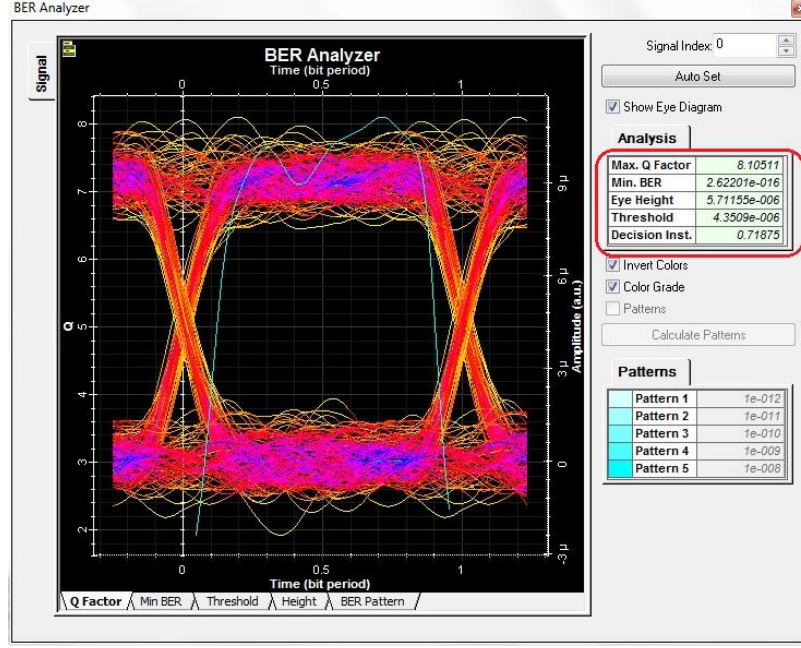 BER Analyzer
Signal
BER Analyzer
Time (bit period)
0 0.5 1
8
7
6
5
4
3
2
Q
9 µ
6 µ
3 µ
0
-3 µ
Amplitude (a.u.)
0 0.5 1
Time (bit period)
Q Factor Min BER Threshold Height BER Pattern
Signal Index: 0
Auto Set
Show Eye Diagram
Analysis
Max. Q Factor 8.10511
Min. BER 2.62201e-016
Eye Height 5.71155e-006
Threshold 4.3509e-006
Decision Inst. 0.71875
Invert Colors
Color Grade
Patterns
Calculate Patterns
Patterns
Pattern 1 1e-012
Pattern 2 1e-011
Pattern 3 1e-010
Pattern 4 1e-009
Pattern 5 1e-008